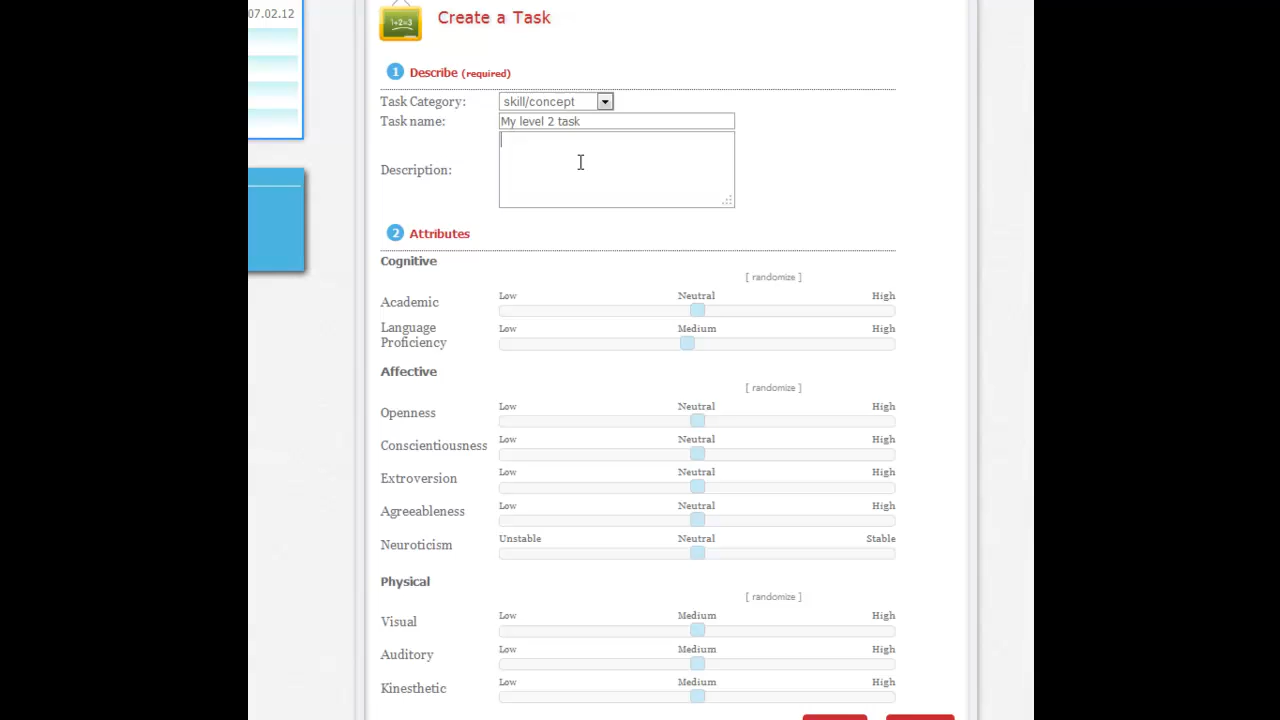 07.02.12
1+2=3
Create a Task
1 Describe (required)
Task Category: skill/concept
Task name: My level 2 task
Description:
2 Attributes
Cognitive
[ randomize ]
Low Neutral High
Academic
Low Medium High
Language
Proficiency
Affective
[ randomize ]
Low Neutral High
Openness
Low Neutral High
Conscientiousness
Low Neutral High
Extroversion
Low Neutral High
Agreeableness
Unstable Neutral Stable
Neuroticism
Physical
[ randomize ]
Low Medium High
Visual
Low Medium High
Auditory
Low Medium High
Kinesthetic